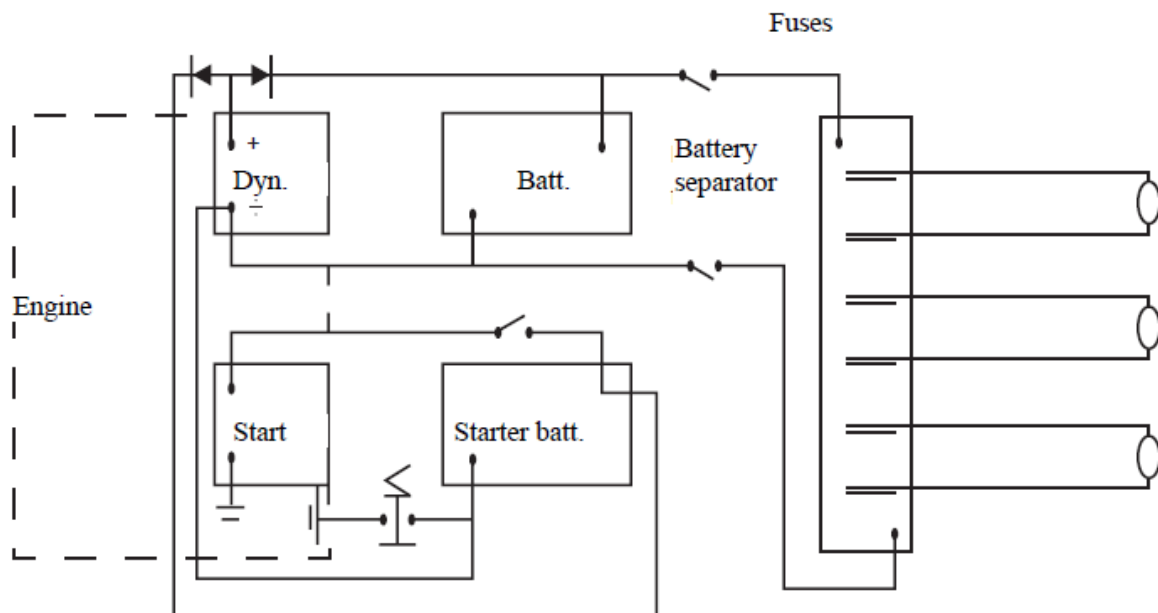 Fuses
+
Dyn.
÷
Batt.
Battery
separator
Engine
Start
Starter batt.